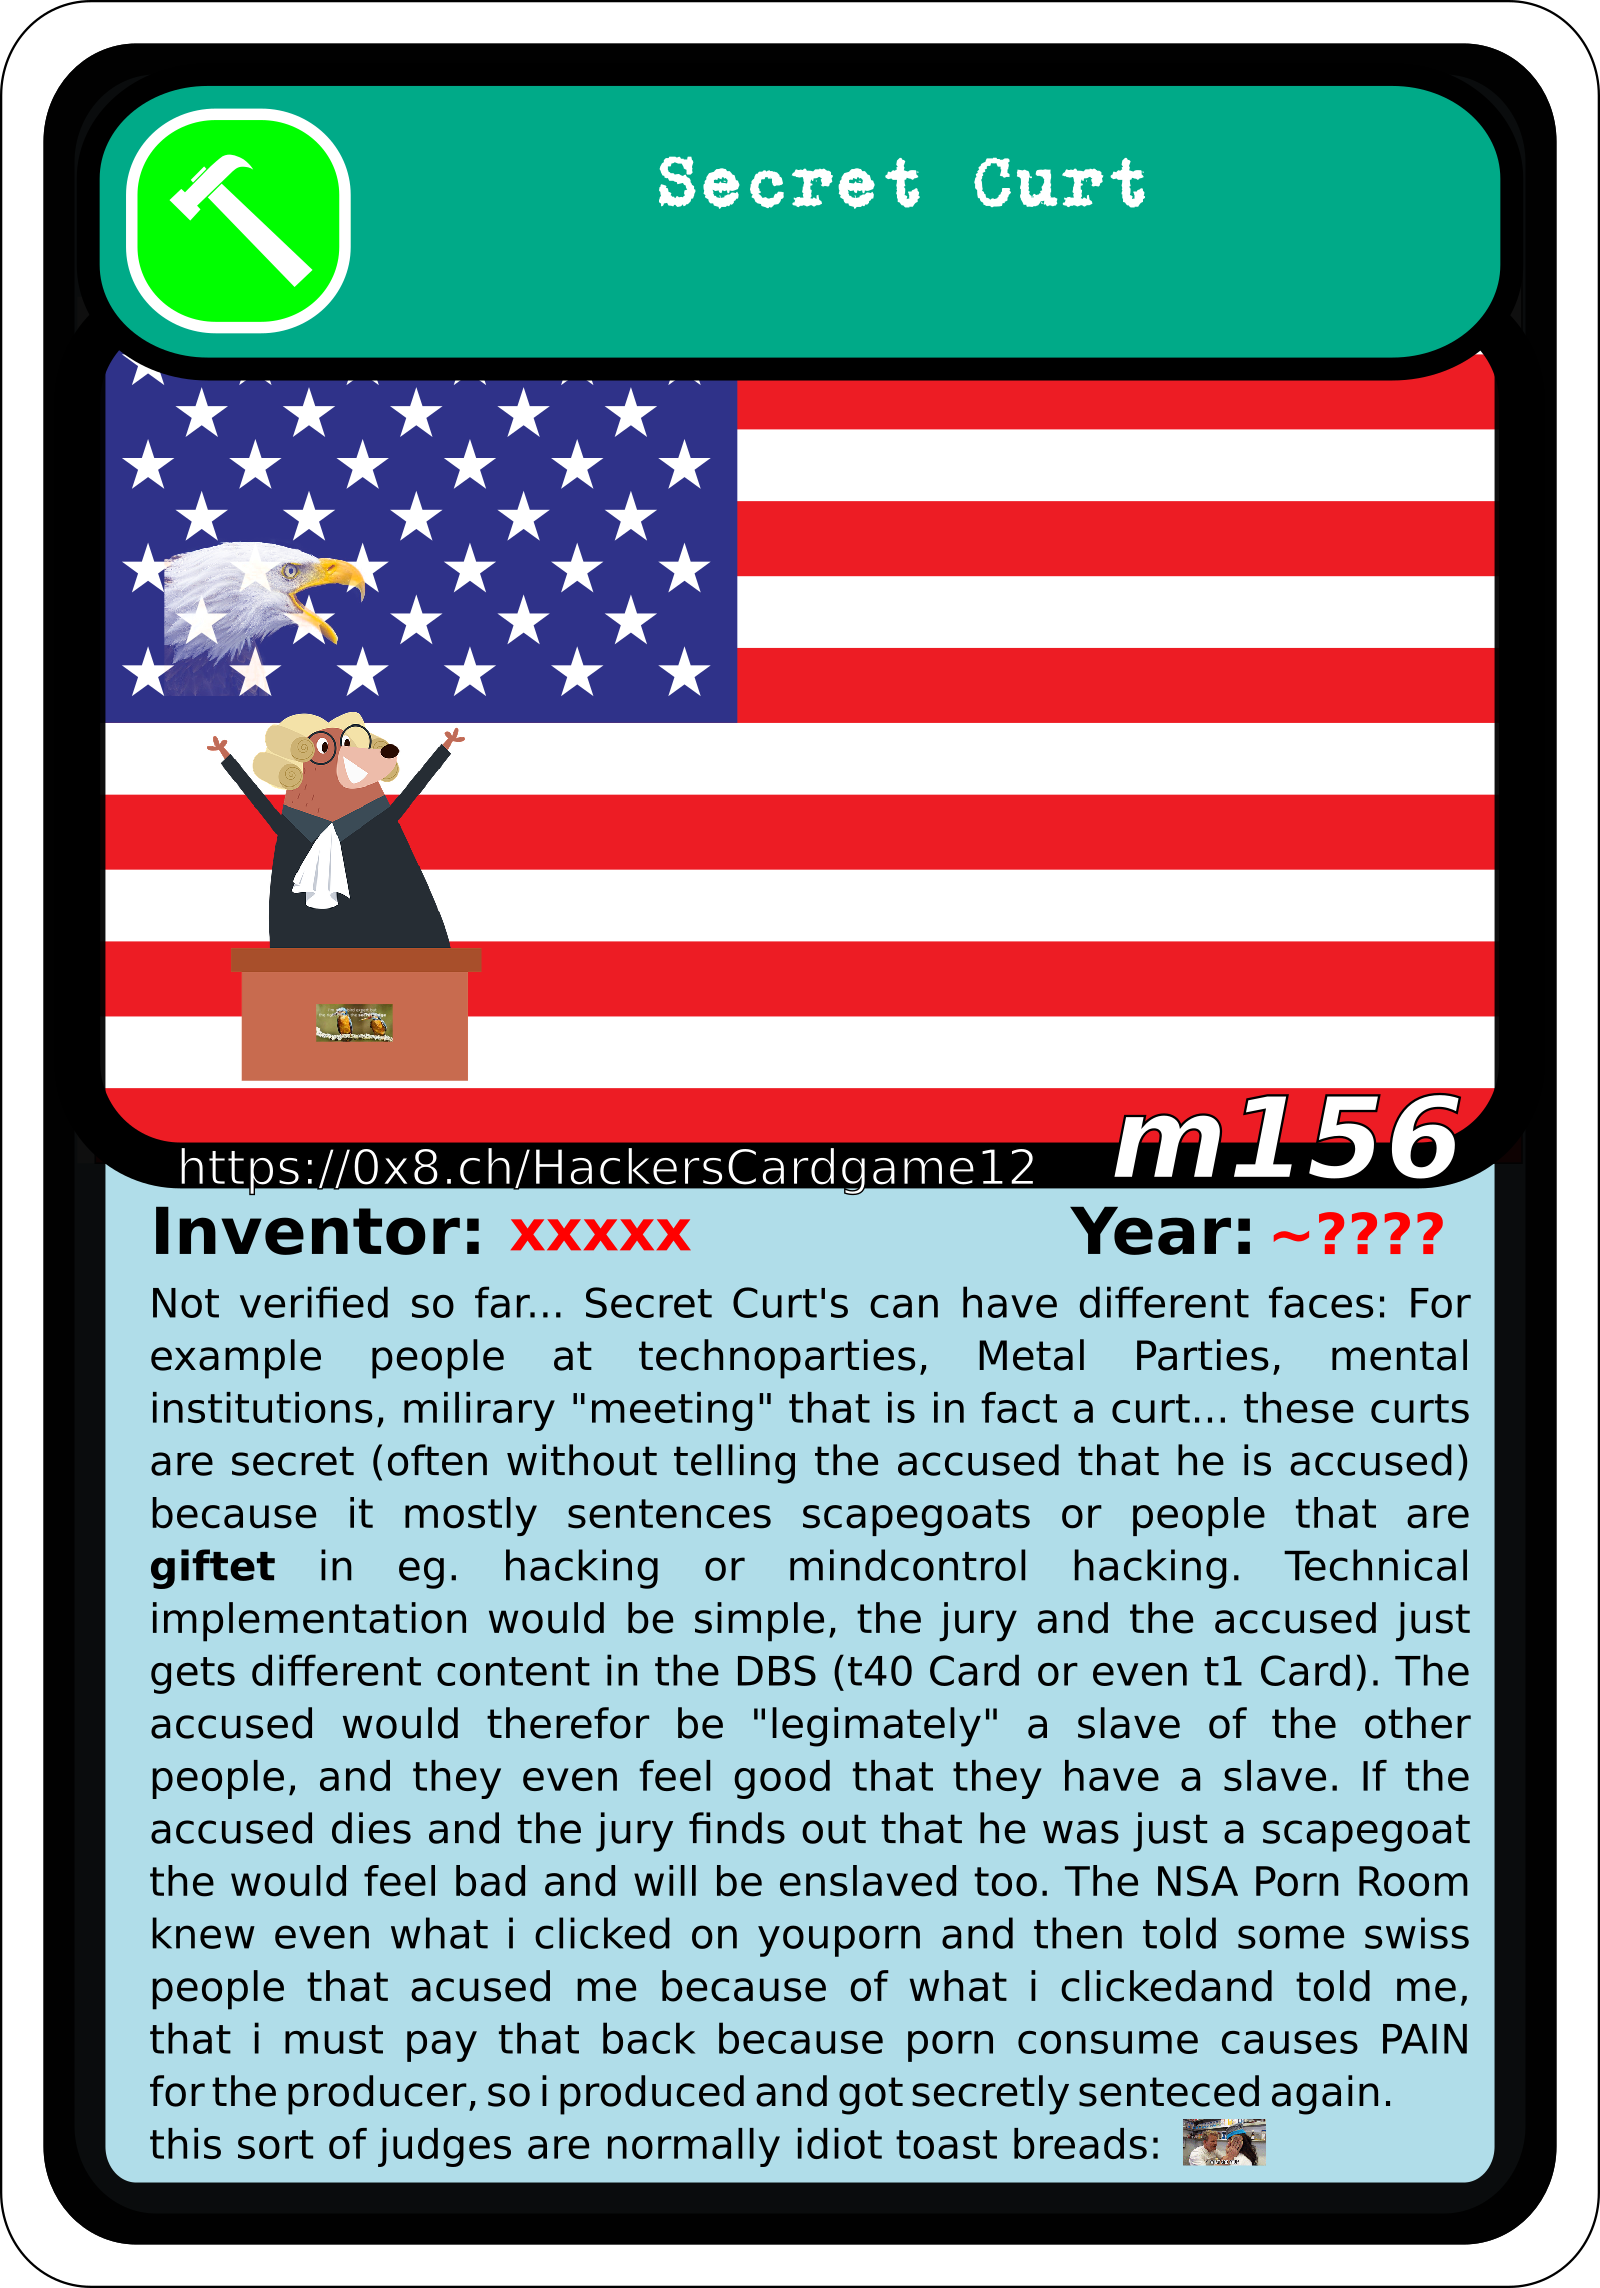 Secret Curt
https://0x8.ch/HackersCardgame12
m156
Inventor: xxxxx
Year: ~????
Not verified so far... Secret Curt's can have different faces: For
example people at technoparties, Metal Parties, mental
institutions, milirary "meeting" that is in fact a curt... these curts
are secret (often without telling the accused that he is accused)
because it mostly sentences scapegoats or people that are
giftet in eg. hacking or mindcontrol hacking. Technical
implementation would be simple, the jury and the accused just
gets different content in the DBS (t40 Card or even t1 Card). The
accused would therefor be "legimately" a slave of the other
people, and they even feel good that they have a slave. If the
accused dies and the jury finds out that he was just a scapegoat
the would feel bad and will be enslaved too. The NSA Porn Room
knew even what i clicked on youporn and then told some swiss
people that acused me because of what i clickedand told me,
that i must pay that back because porn consume causes PAIN
for the producer, so i produced and got secretly senteced again.
this sort of judges are normally idiot toast breads: